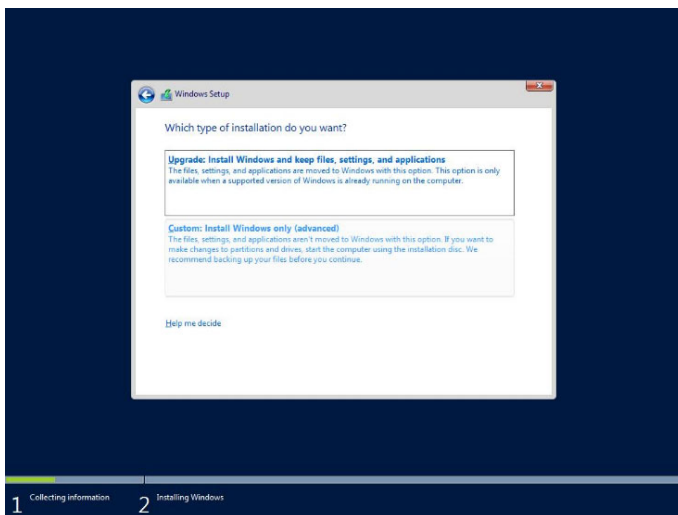 Windows Setup
Which type of installation do you want?
Upgrade: Install Windows and keep files, settings, and applications
The files, settings, and applications are moved to Windows with this option. This option is only
available when a supported version of Windows is already running on the computer.
Custom: Install Windows only (advanced)
The files, settings, and applications aren't moved to Windows with this option. If you want to
make changes to partitions and drives, start the computer using the installation disc. We
recommend backing up your files before you continue.
Help me decide
1 Collecting information 2 Installing Windows